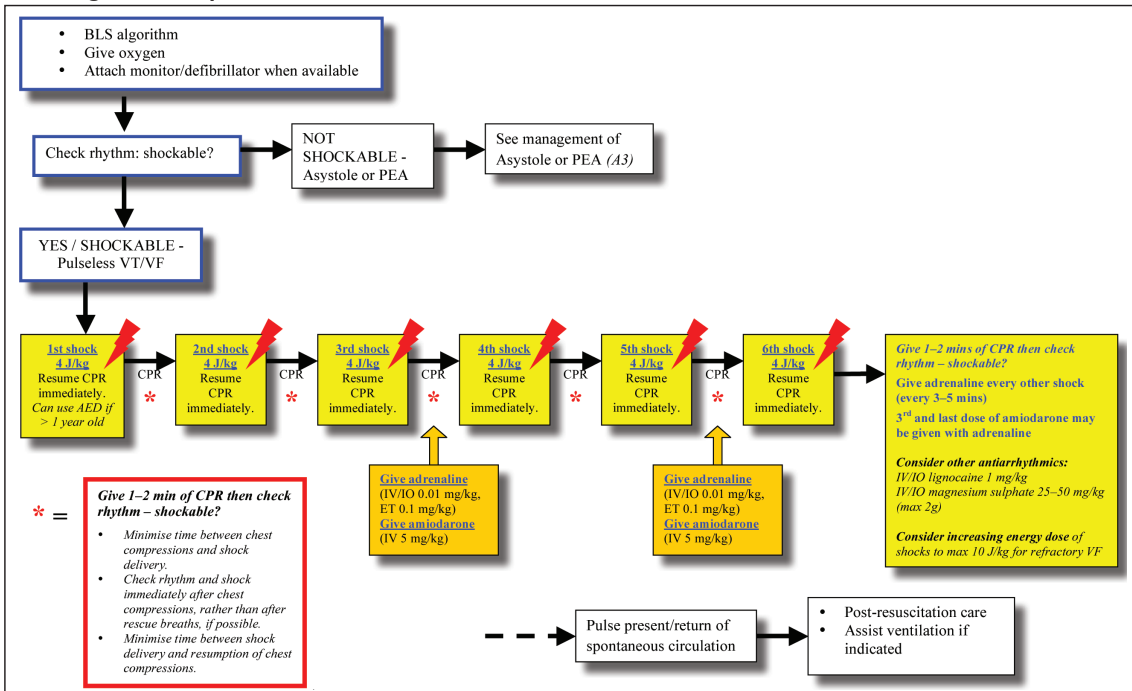 • BLS algorithm
• Give oxygen
• Attach monitor/defibrillator when available
Check rhythm: shockable?
NOT
SHOCKABLE -
Asystole or PEA
See management of
Asystole or PEA (A3)
YES / SHOCKABLE -
Pulseless VT/VF
1st shock
4 J/kg
Resume CPR
immediately.
Can use AED if
> 1 year old
CPR
*
2nd shock
4 J/kg
Resume
CPR
immediately.
CPR
*
3rd shock
4 J/kg
Resume
CPR
immediately.
CPR
*
4th shock
4 J/kg
Resume
CPR
immediately.
CPR
*
5th shock
4 J/kg
Resume
CPR
immediately.
CPR
*
6th shock
4 J/kg
Resume
CPR
immediately.
Give 1–2 mins of CPR then check
rhythm – shockable?
Give adrenaline every other shock
(every 3–5 mins)
3rd and last dose of amiodarone may
be given with adrenaline
Consider other antiarrhythmics:
IV/IO lignocaine 1 mg/kg
IV/IO magnesium sulphate 25–50 mg/kg
(max 2g)
Consider increasing energy dose of
shocks to max 10 J/kg for refractory VF
Give adrenaline
(IV/IO 0.01 mg/kg,
ET 0.1 mg/kg)
Give amiodarone
(IV 5 mg/kg)
Give adrenaline
(IV/IO 0.01 mg/kg,
ET 0.1 mg/kg)
Give amiodarone
(IV 5 mg/kg)
* =
Give 1–2 min of CPR then check
rhythm – shockable?
• Minimise time between chest
compressions and shock
delivery.
• Check rhythm and shock
immediately after chest
compressions, rather than after
rescue breaths, if possible.
• Minimise time between shock
delivery and resumption of chest
compressions.
Pulse present/return of
spontaneous circulation
• Post-resuscitation care
• Assist ventilation if
indicated